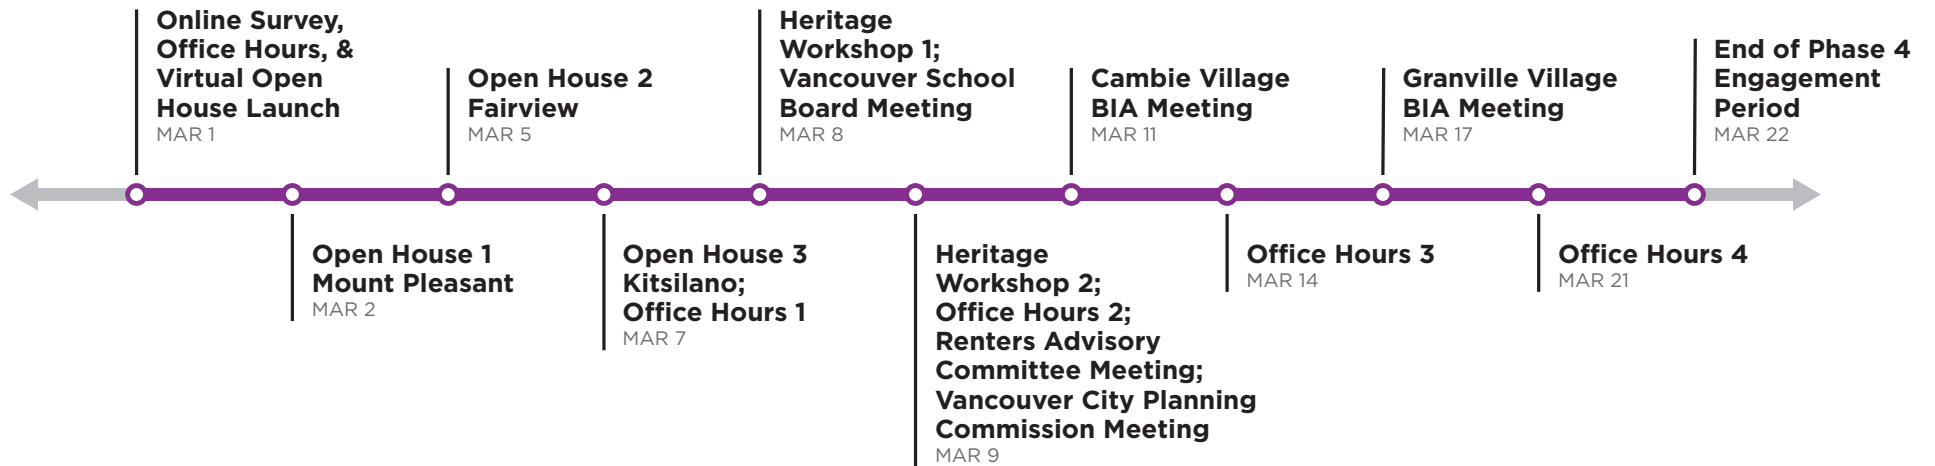 Online Survey,
Office Hours, &
Virtual Open
House Launch
MAR 1
Open House 1
Mount Pleasant
MAR 2
Open House 2
Fairview
MAR 5
Open House 3
Kitsilano;
Office Hours 1
MAR 7
Heritage
Workshop 1;
Vancouver School
Board Meeting
MAR 8
Heritage
Workshop 2;
Office Hours 2;
Renters Advisory
Committee Meeting;
Vancouver City Planning
Commission Meeting
MAR 9
Cambie Village
BIA Meeting
MAR 11
Office Hours 3
MAR 14
Granville Village
BIA Meeting
MAR 17
Office Hours 4
MAR 21
End of Phase 4
Engagement
Period
MAR 22